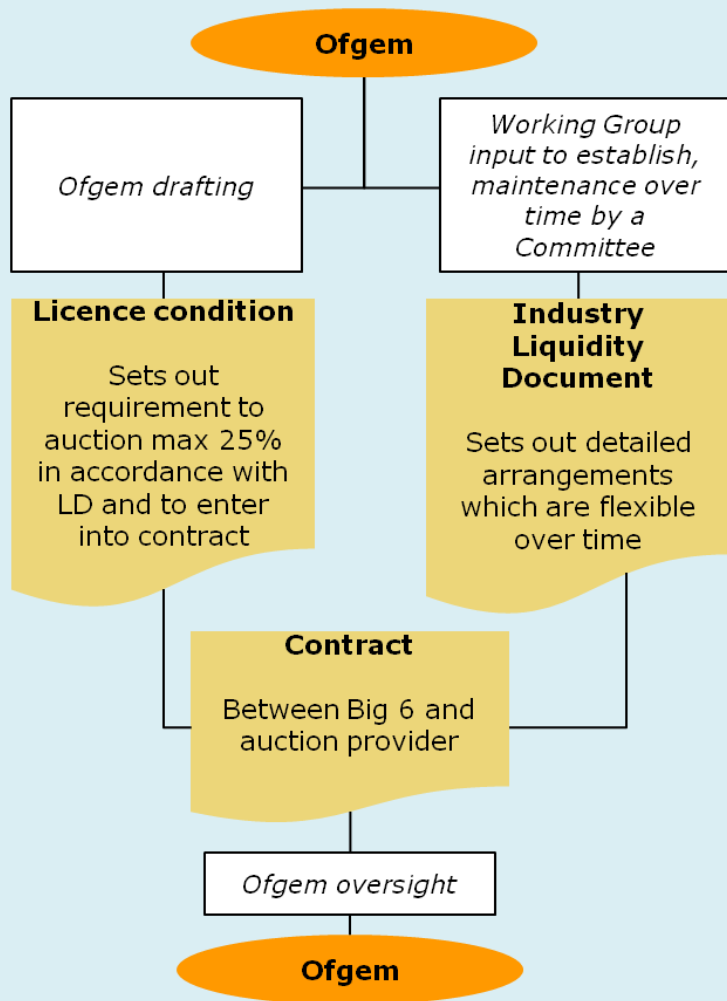 Ofgem
Ofgem drafting
Working Group
input to establish,
maintenance over
time by a
Committee
Licence condition
Sets out
requirement to
auction max 25%
in accordance with
LD and to enter
into contract
Industry
Liquidity
Document
Sets out detailed
arrangements
which are flexible
over time
Contract
Between Big 6 and
auction provider
Ofgem oversight
Ofgem